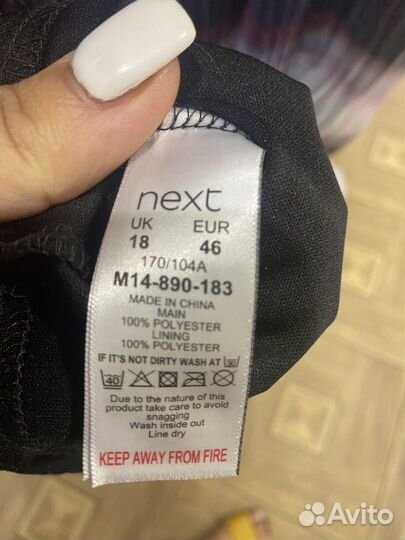 next
UK EUR
18 46
170/104A
M14-890-183
MADE IN CHINA
MAIN
100% POLYESTER
LINING
100% POLYESTER
IF IT'S NOT DIRTY WASH AT 30
40
Due to the nature of this
product take care to avoid
snagging
Wash inside out
Line dry
KEEP AWAY FROM FIRE
Avito